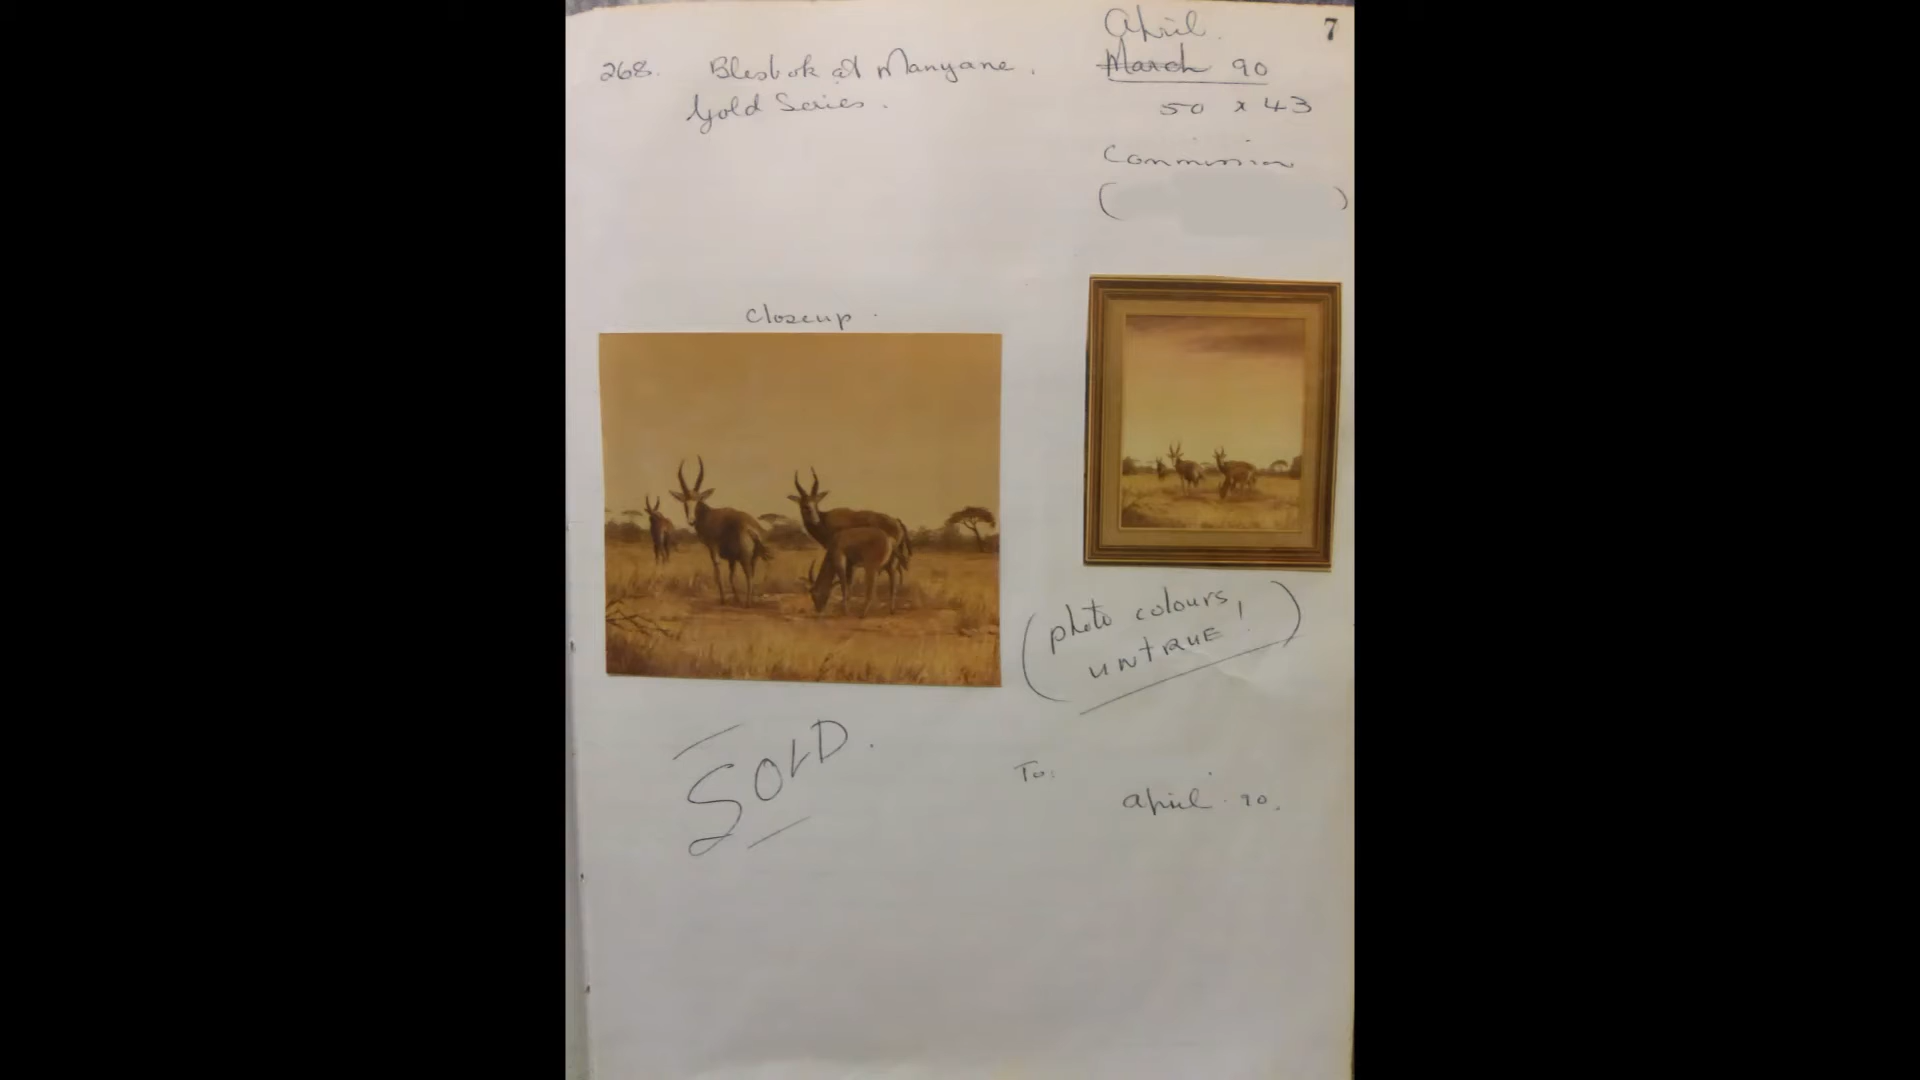 April. 7
268. Blesbok at Manyane. March 90
Gold Series. 50 x 43
Commission
( )
Closeup.
(photo colours,
untRUE!)
SOLD.
To:
April 90.